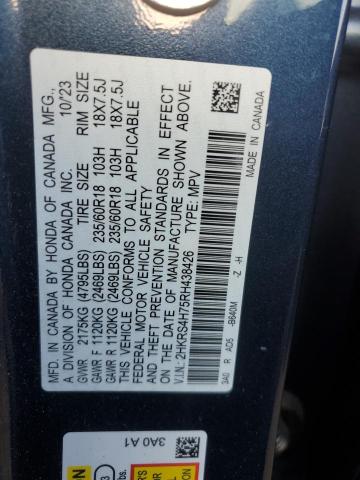 MFD. IN CANADA BY HONDA OF CANADA MFG.,
A DIVISION OF HONDA CANADA INC. 10/23
GVWR 2175KG (4795LBS) TIRE SIZE RIM SIZE
GAWR F 1120KG (2469LBS) 235/60R18 103H 18X7.5J
GAWR R 1120KG (2469LBS) 235/60R18 103H 18X7.5J
THIS VEHICLE CONFORMS TO ALL APPLICABLE
FEDERAL MOTOR VEHICLE SAFETY
AND THEFT PREVENTION STANDARDS IN EFFECT
ON THE DATE OF MANUFACTURE SHOWN ABOVE.
V.I.N.: 2HKRS4H75RH438426 TYPE: MPV
3A0 R AD5 -B640M -Z -H
MADE IN CANADA
3A0 A1